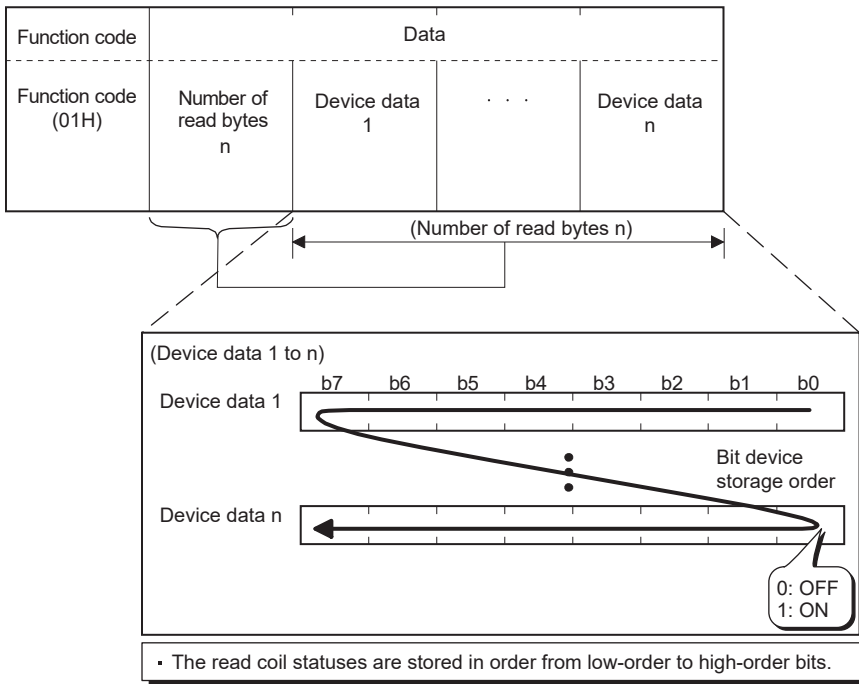 Function code
Data
Function code
(01H)
Number of
read bytes
n
Device data
1
· · ·
Device data
n
(Number of read bytes n)
(Device data 1 to n)
b7 b6 b5 b4 b3 b2 b1 b0
Device data 1
Bit device
storage order
Device data n
0: OFF
1: ON
▪ The read coil statuses are stored in order from low-order to high-order bits.